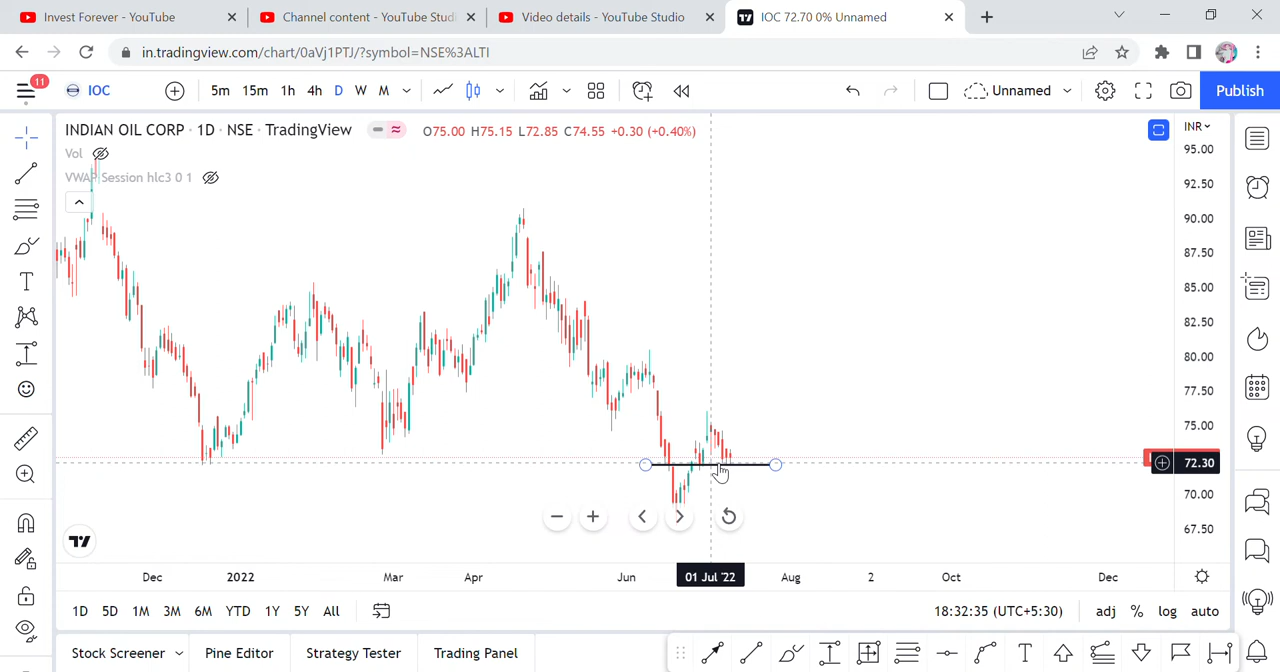 Invest Forever - YouTube
Channel content - YouTube Studi
Video details - YouTube Studio
IOC 72.70 0% Unnamed
in.tradingview.com/chart/0aVj1PTJ/?symbol=NSE%3ALTI
11
IOC
5m 15m 1h 4h D W M
Unnamed
Publish
INDIAN OIL CORP · 1D · NSE · TradingView
O75.00 H75.15 L72.85 C74.55 +0.30 (+0.40%)
INR
Vol
VWAP Session hlc3 0 1
95.00
92.50
90.00
87.50
85.00
82.50
80.00
77.50
75.00
72.30
70.00
67.50
Dec 2022 Mar Apr Jun 01 Jul '22 Aug 2 Oct Dec
1D 5D 1M 3M 6M YTD 1Y 5Y All
18:32:35 (UTC+5:30) adj % log auto
Stock Screener Pine Editor Strategy Tester Trading Panel